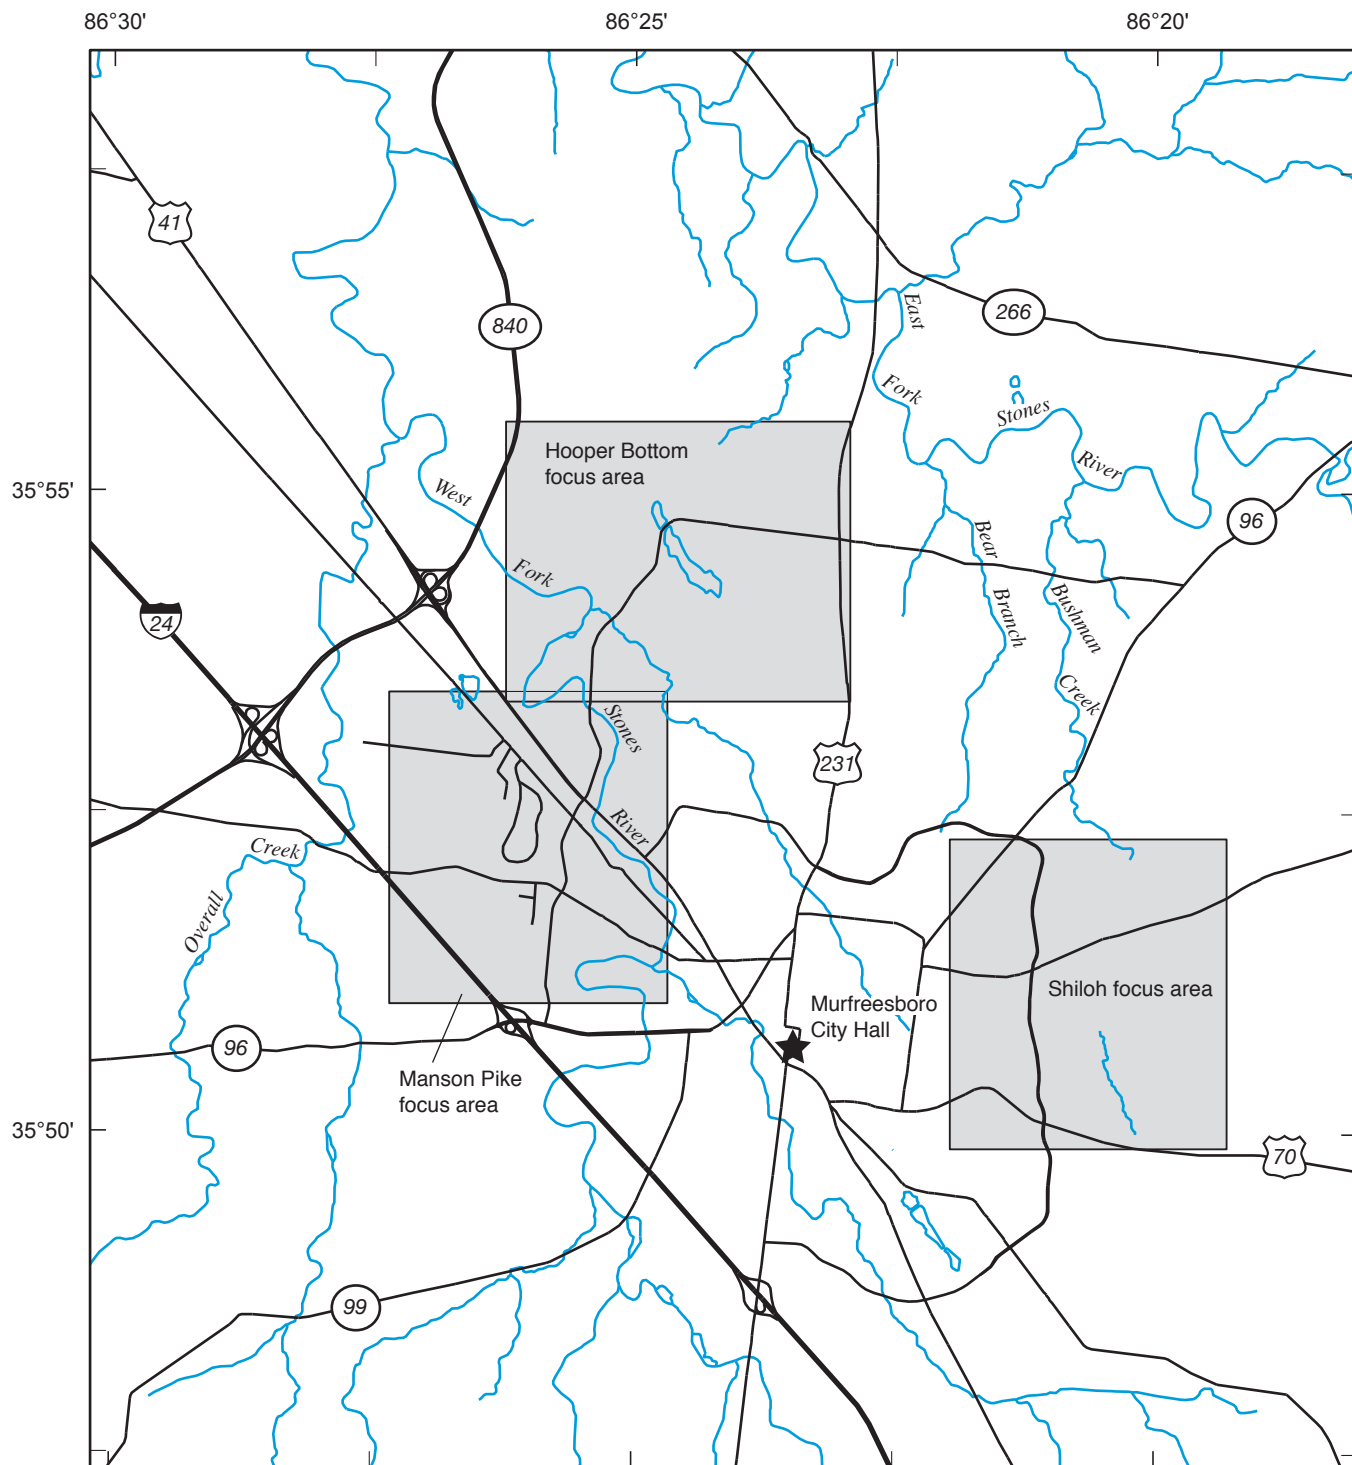 86°30'
86°25'
86°20'
41
840
266
East
Fork
Stones
River
Hooper Bottom
focus area
35°55'
West
Fork
96
Bear
Branch
Bushman
Creek
24
Stones
River
231
Creek
Overall
Murfreesboro
City Hall
Shiloh focus area
96
Manson Pike
focus area
35°50'
70
99